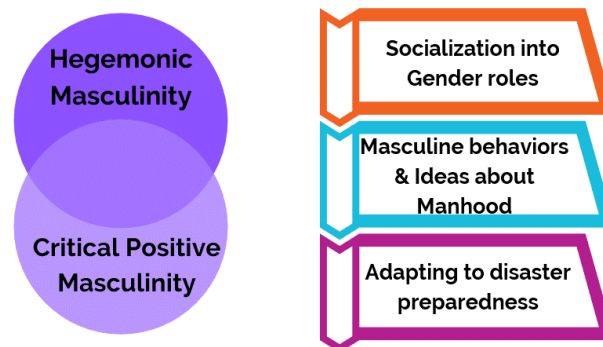 Hegemonic
Masculinity
Critical Positive
Masculinity
Socialization into
Gender roles
Masculine behaviors
& Ideas about
Manhood
Adapting to disaster
preparedness